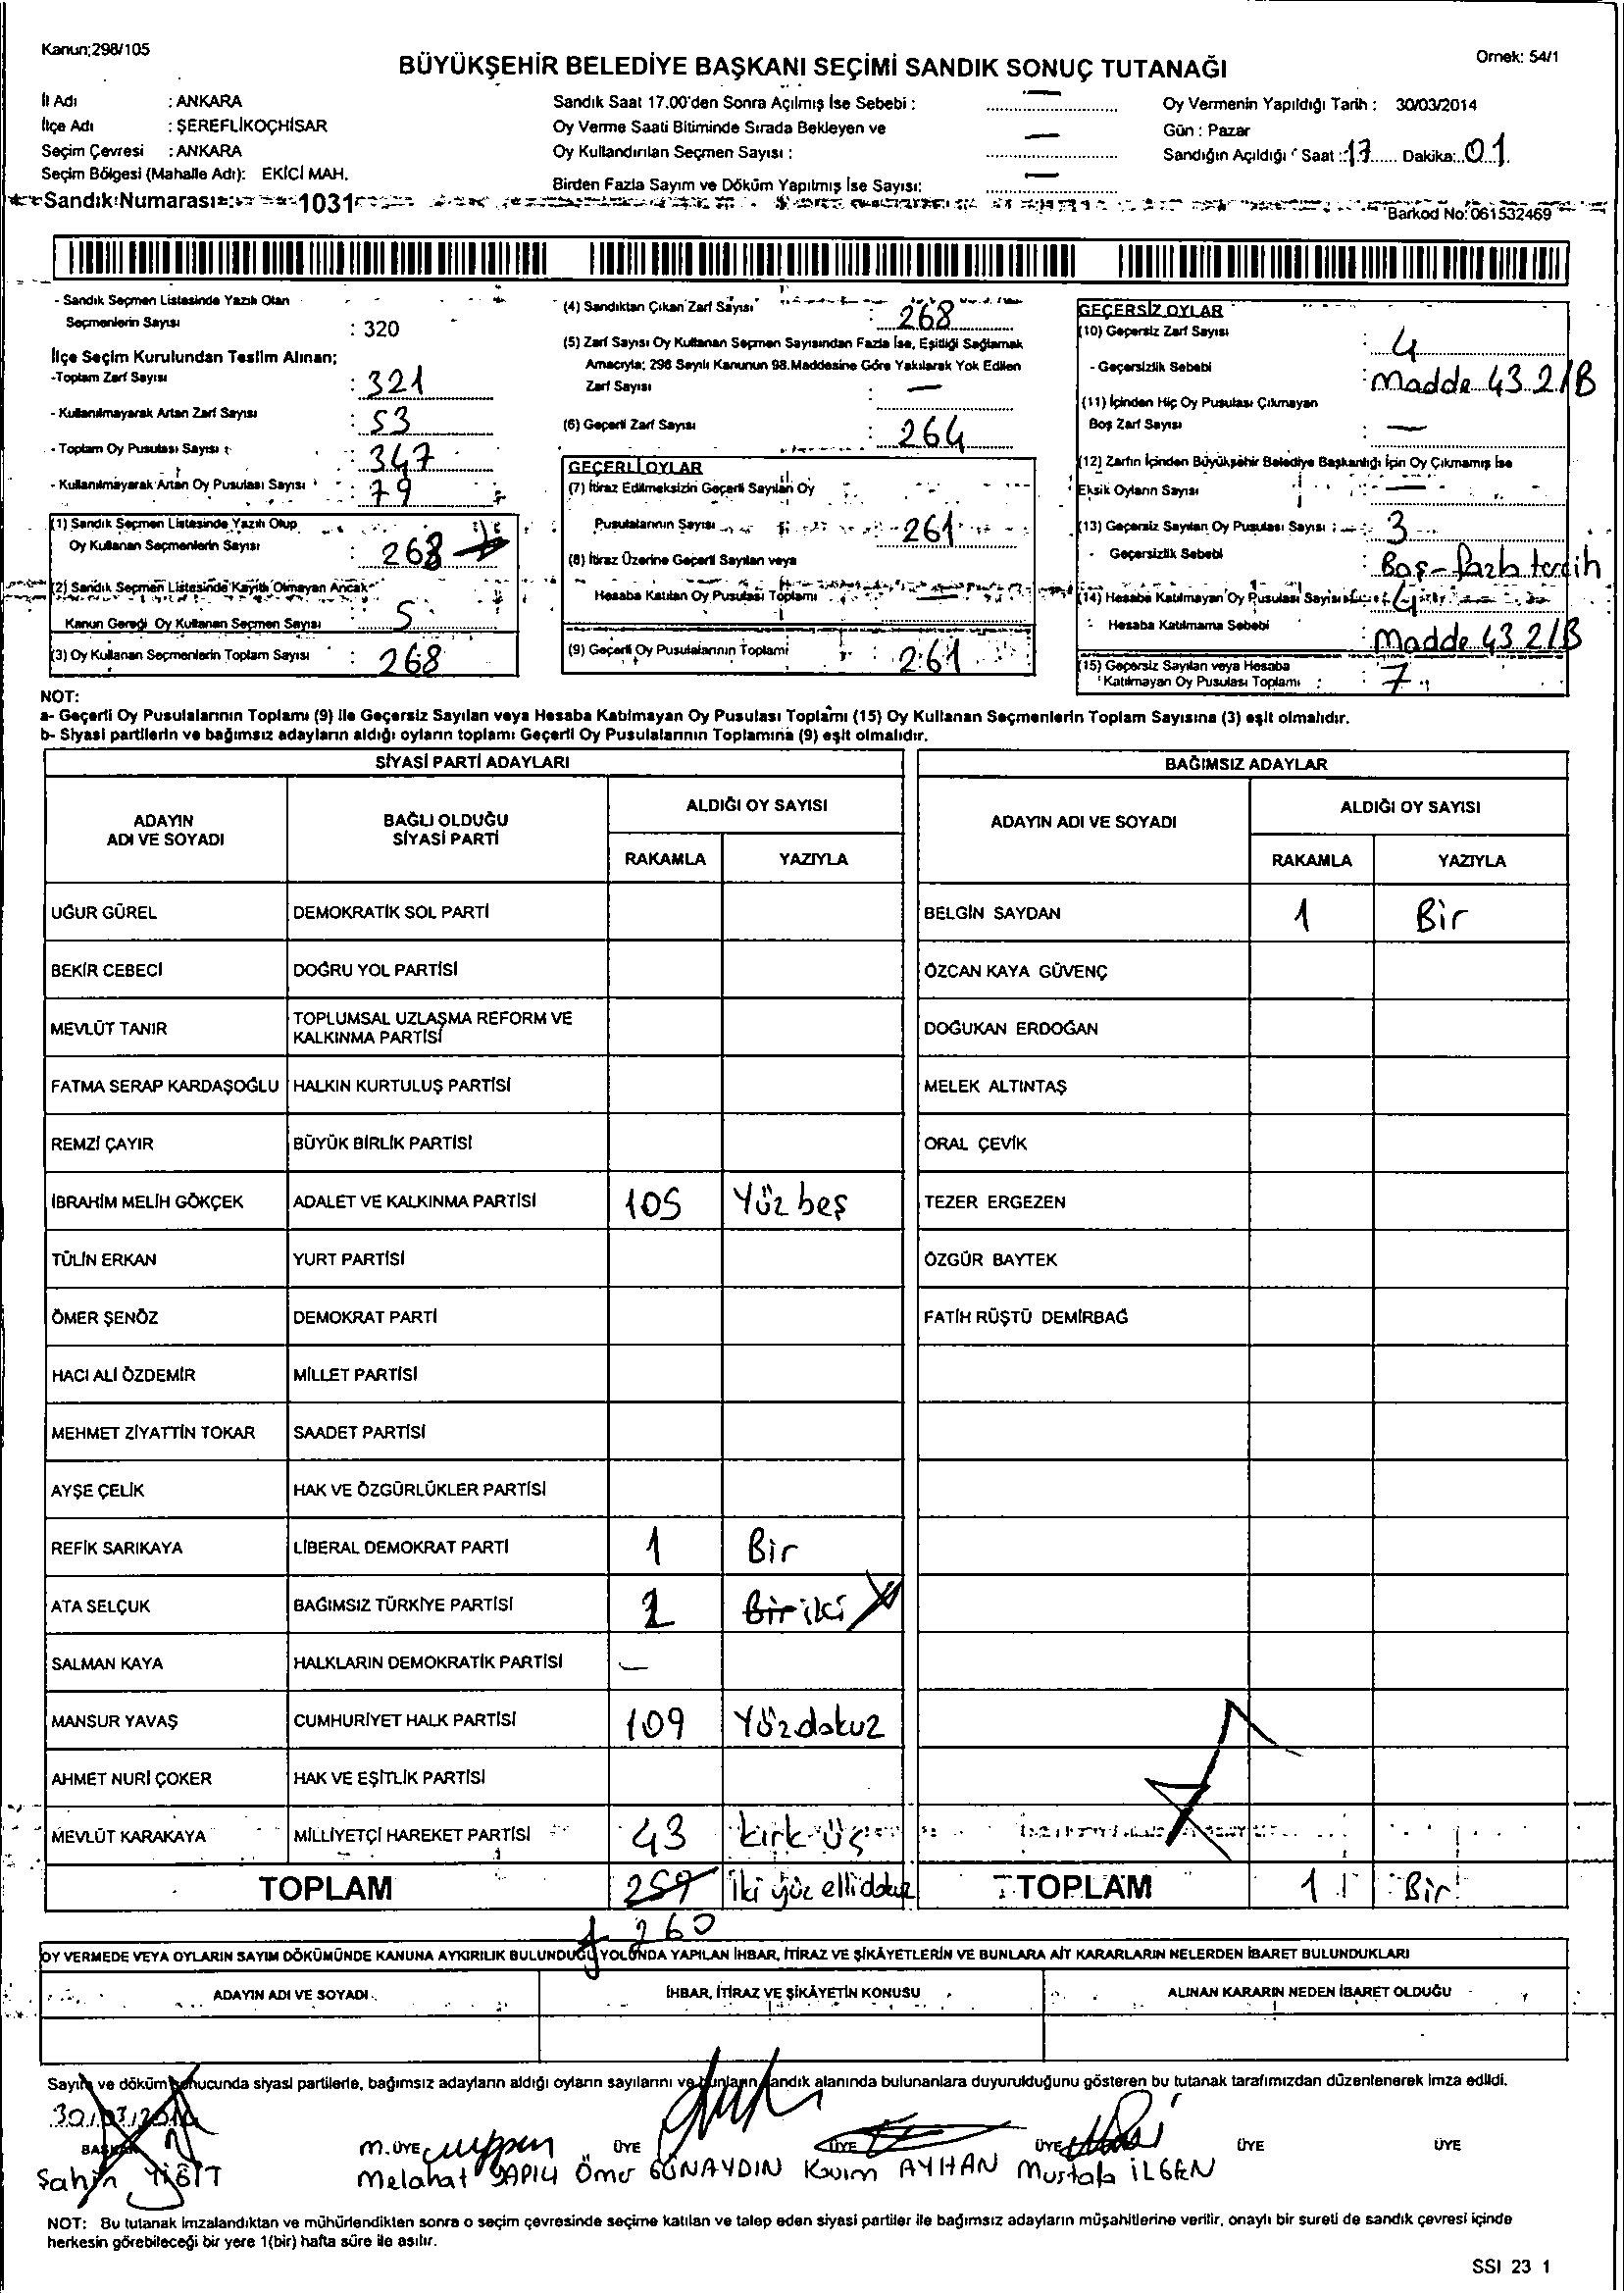 Kanun;298/105
Örnek: 54/1
BÜYÜKŞEHİR BELEDİYE BAŞKANI SEÇİMİ SANDIK SONUÇ TUTANAĞI
İl Adı : ANKARA
İlçe Adı : ŞEREFLİKOÇHİSAR
Seçim Çevresi : ANKARA
Seçim Bölgesi (Mahalle Adı): EKİCİ MAH.
Sandık Numarası: 1031
Sandık Saat 17.00'den Sonra Açılmış İse Sebebi : —
Oy Verme Saati Bitiminde Sırada Bekleyen ve
Oy Kullandırılan Seçmen Sayısı : —
Birden Fazla Sayım ve Döküm Yapılmış İse Sayısı: —
Oy Vermenin Yapıldığı Tarih : 30/03/2014
Gün : Pazar
Sandığın Açıldığı Saat : 17 Dakika: 01
Barkod No: 061532469
- Sandık Seçmen Listesinde Yazılı Olan
Seçmenlerin Sayısı : 320
İlçe Seçim Kurulundan Teslim Alınan;
-Toplam Zarf Sayısı : 321
- Kullanılmayarak Artan Zarf Sayısı : 53
- Toplam Oy Pusulası Sayısı : 347
- Kullanılmayarak Artan Oy Pusulası Sayısı : 79
(1) Sandık Seçmen Listesinde Yazılı Olup
Oy Kullanan Seçmenlerin Sayısı : 268
(2) Sandık Seçmen Listesinde Kayıtlı Olmayan Ancak
Kanun Gereği Oy Kullanan Seçmen Sayısı : 5
(3) Oy Kullanan Seçmenlerin Toplam Sayısı : 268
(4) Sandıktan Çıkan Zarf Sayısı : 268
(5) Zarf Sayısı Oy Kullanan Seçmen Sayısından Fazla İse, Eşitliği Sağlamak
Amacıyla; 298 Sayılı Kanunun 98.Maddesine Göre Yakılarak Yok Edilen
Zarf Sayısı : —
(6) Geçerli Zarf Sayısı : 264
GEÇERLİ OYLAR
(7) İtiraz Edilmeksizin Geçerli Sayılan Oy
Pusulalarının Sayısı : 261
(8) İtiraz Üzerine Geçerli Sayılan veya
Hesaba Katılan Oy Pusulası Toplamı : —
(9) Geçerli Oy Pusulalarının Toplamı : 261
GEÇERSİZ OYLAR
(10) Geçersiz Zarf Sayısı : 4
- Geçersizlik Sebebi : Madde 43.2/B
(11) İçinden Hiç Oy Pusulası Çıkmayan
Boş Zarf Sayısı : —
(12) Zarfın İçinden Büyükşehir Belediye Başkanlığı İçin Oy Çıkmamış İse
Eksik Oyların Sayısı : —
(13) Geçersiz Sayılan Oy Pusulası Sayısı : 3
- Geçersizlik Sebebi : Boş-fazla tercih
(14) Hesaba Katılmayan Oy Pusulası Sayısı : 4
- Hesaba Katılmama Sebebi : Madde 43.2/B
(15) Geçersiz Sayılan veya Hesaba
Katılmayan Oy Pusulası Toplamı : 7
NOT:
a- Geçerli Oy Pusulalarının Toplamı (9) ile Geçersiz Sayılan veya Hesaba Katılmayan Oy Pusulası Toplamı (15) Oy Kullanan Seçmenlerin Toplam Sayısına (3) eşit olmalıdır.
b- Siyasi partilerin ve bağımsız adayların aldığı oyların toplamı Geçerli Oy Pusulalarının Toplamına (9) eşit olmalıdır.
SİYASİ PARTİ ADAYLARI BAĞIMSIZ ADAYLAR
ADAYIN ADI VE SOYADI BAĞLI OLDUĞU SİYASİ PARTİ ALDIĞI OY SAYISI ADAYIN ADI VE SOYADI ALDIĞI OY SAYISI
RAKAMLA YAZIYLA RAKAMLA YAZIYLA
UĞUR GÜREL DEMOKRATİK SOL PARTİ BELGİN SAYDAN 1 Bir
BEKİR CEBECİ DOĞRU YOL PARTİSİ ÖZCAN KAYA GÜVENÇ
MEVLÜT TANIR TOPLUMSAL UZLAŞMA REFORM VE KALKINMA PARTİSİ DOĞUKAN ERDOĞAN
FATMA SERAP KARDAŞOĞLU HALKIN KURTULUŞ PARTİSİ MELEK ALTINTAŞ
REMZİ ÇAYIR BÜYÜK BİRLİK PARTİSİ ORAL ÇEVİK
İBRAHİM MELİH GÖKÇEK ADALET VE KALKINMA PARTİSİ 105 Yüz beş TEZER ERGEZEN
TÜLİN ERKAN YURT PARTİSİ ÖZGÜR BAYTEK
ÖMER ŞENÖZ DEMOKRAT PARTİ FATİH RÜŞTÜ DEMİRBAĞ
HACI ALİ ÖZDEMİR MİLLET PARTİSİ
MEHMET ZİYATTİN TOKAR SAADET PARTİSİ
AYŞE ÇELİK HAK VE ÖZGÜRLÜKLER PARTİSİ
REFİK SARIKAYA LİBERAL DEMOKRAT PARTİ 1 Bir
ATA SELÇUK BAĞIMSIZ TÜRKİYE PARTİSİ 2 Bir iki
SALMAN KAYA HALKLARIN DEMOKRATİK PARTİSİ —
MANSUR YAVAŞ CUMHURİYET HALK PARTİSİ 109 Yüzdokuz
AHMET NURİ ÇOKER HAK VE EŞİTLİK PARTİSİ
MEVLÜT KARAKAYA MİLLİYETÇİ HAREKET PARTİSİ 43 kırk üç
TOPLAM 259 İki yüz elli dokuz TOPLAM 1 Bir
260
OY VERMEDE VEYA OYLARIN SAYIM DÖKÜMÜNDE KANUNA AYKIRILIK BULUNDUĞU YOLUNDA YAPILAN İHBAR, İTİRAZ VE ŞİKÂYETLERİN VE BUNLARA AİT KARARLARIN NELERDEN İBARET BULUNDUKLARI
ADAYIN ADI VE SOYADI İHBAR, İTİRAZ VE ŞİKÂYETİN KONUSU ALINAN KARARIN NEDEN İBARET OLDUĞU
Sayım ve döküm sonucunda siyasi partilerle, bağımsız adayların aldığı oyların sayılarını ve bunların sandık alanında bulunanlara duyurulduğunu gösteren bu tutanak tarafımızdan düzenlenerek imza edildi.
30/03/2014
BAŞKAN M. ÜYE ÜYE ÜYE ÜYE ÜYE ÜYE
Şahin YİĞİT Melahat YAPILI Ömer GÜNAYDIN Kasım AYHAN Mustafa İLGEN
NOT: Bu tutanak imzalandıktan ve mühürlendikten sonra o seçim çevresinde seçime katılan ve talep eden siyasi partiler ile bağımsız adayların müşahitlerine verilir, onaylı bir sureti de sandık çevresi içinde
herkesin görebileceği bir yere 1(bir) hafta süre ile asılır.
SSI 23 1